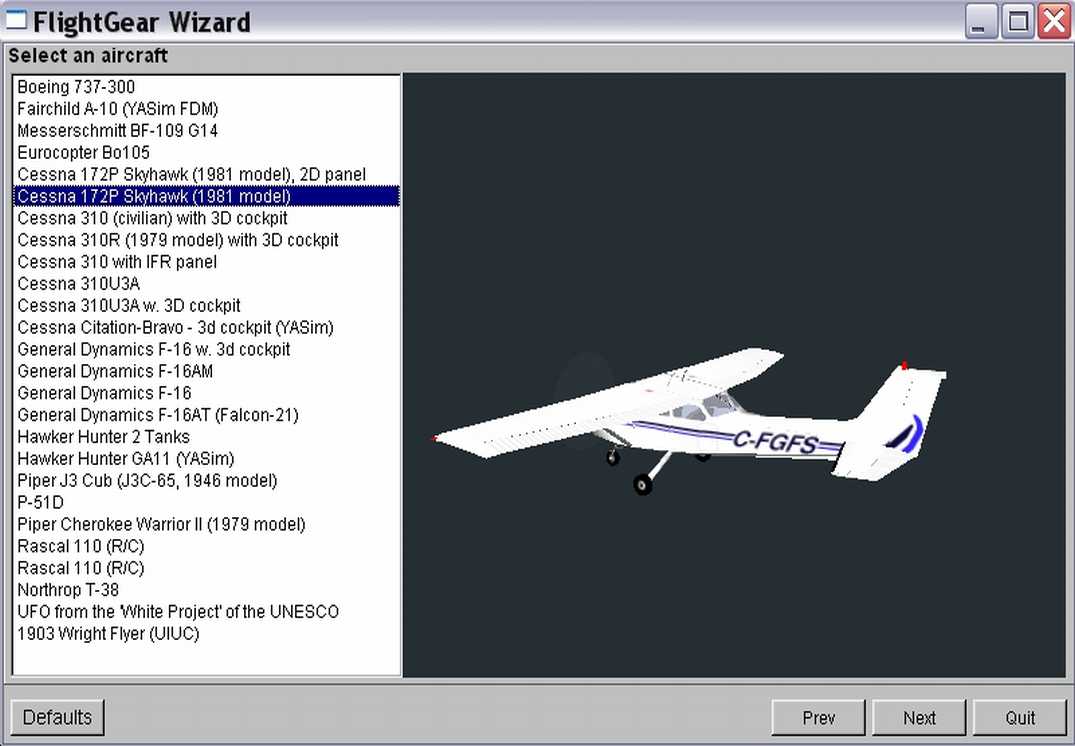 FlightGear Wizard
Select an aircraft
Boeing 737-300
Fairchild A-10 (YASim FDM)
Messerschmitt BF-109 G14
Eurocopter Bo105
Cessna 172P Skyhawk (1981 model), 2D panel
Cessna 172P Skyhawk (1981 model)
Cessna 310 (civilian) with 3D cockpit
Cessna 310R (1979 model) with 3D cockpit
Cessna 310 with IFR panel
Cessna 310U3A
Cessna 310U3A w. 3D cockpit
Cessna Citation-Bravo - 3d cockpit (YASim)
General Dynamics F-16 w. 3d cockpit
General Dynamics F-16AM
General Dynamics F-16
General Dynamics F-16AT (Falcon-21)
Hawker Hunter 2 Tanks
Hawker Hunter GA11 (YASim)
Piper J3 Cub (J3C-65, 1946 model)
P-51D
Piper Cherokee Warrior II (1979 model)
Rascal 110 (R/C)
Rascal 110 (R/C)
Northrop T-38
UFO from the 'White Project' of the UNESCO
1903 Wright Flyer (UIUC)
C-FGFS
Defaults
Prev
Next
Quit